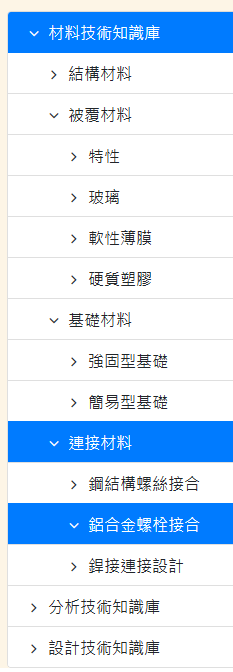 材料技術知識庫
結構材料
被覆材料
特性
玻璃
軟性薄膜
硬質塑膠
基礎材料
強固型基礎
簡易型基礎
連接材料
鋼結構螺絲接合
鋁合金螺栓接合
銲接連接設計
分析技術知識庫
設計技術知識庫